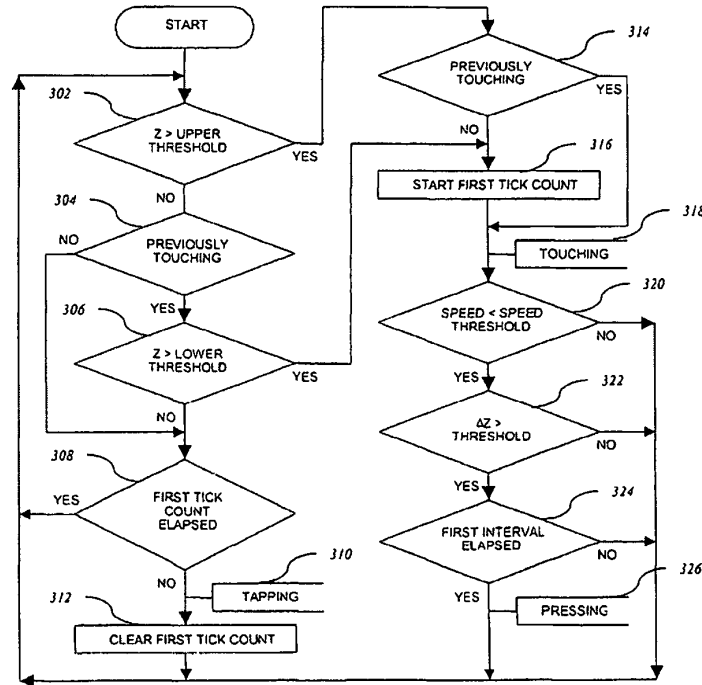 START
302
Z > UPPER
THRESHOLD
YES
NO
304
NO
PREVIOUSLY
TOUCHING
YES
306
Z > LOWER
THRESHOLD
YES
NO
308
YES
FIRST TICK
COUNT
ELAPSED
NO
310
TAPPING
312
CLEAR FIRST TICK COUNT
314
PREVIOUSLY
TOUCHING
YES
NO
316
START FIRST TICK COUNT
318
TOUCHING
320
SPEED < SPEED
THRESHOLD
NO
YES
322
ΔZ >
THRESHOLD
NO
YES
324
FIRST INTERVAL
ELAPSED
NO
YES
326
PRESSING